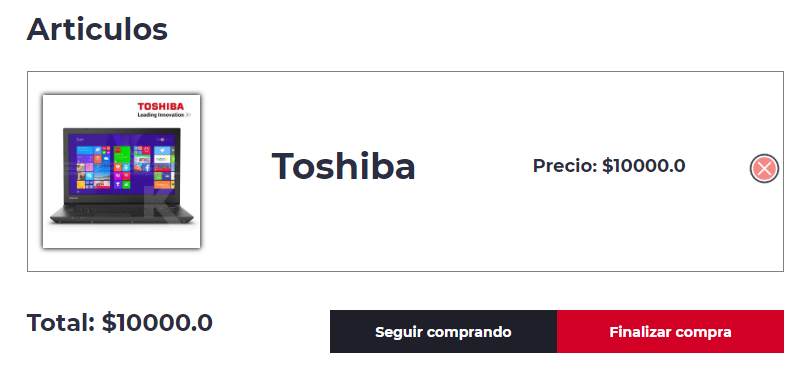 Articulos
TOSHIBA
Leading Innovation
Toshiba
Precio: $10000.0
Total: $10000.0
Seguir comprando
Finalizar compra